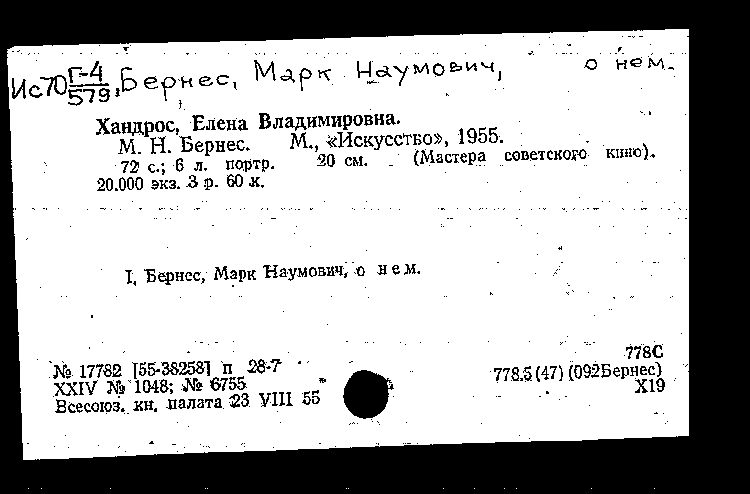 Ис70 Г-4/579, Бернес, Марк Наумович, о нем.
Хандрос, Елена Владимировна.
М. Н. Бернес. М., «Искусство», 1955.
72 с.; 6 л. портр. 20 см. (Мастера советского кино).
20.000 экз. 3 р. 60 к.
I. Бернес, Марк Наумович, о нем.
778С
№ 17782 [55-38258] п 28-7
778.5(47)(092Бернес)
XXIV № 1048; № 6755
Х19
Всесоюз. кн. палата 23 VIII 55